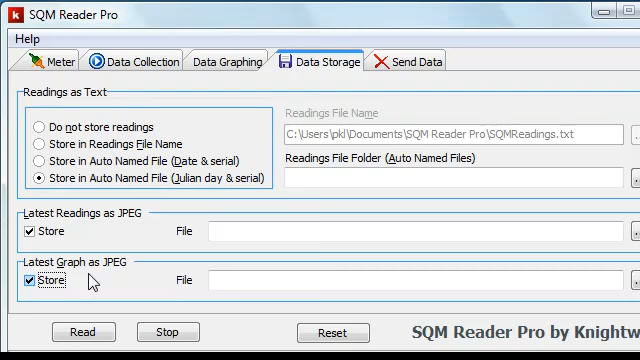 SQM Reader Pro
Help
Meter Data Collection Data Graphing Data Storage Send Data
Readings as Text
Do not store readings
Store in Readings File Name
Store in Auto Named File (Date & serial)
Store in Auto Named File (Julian day & serial)
Readings File Name
C:\Users\pkl\Documents\SQM Reader Pro\SQMReadings.txt
Readings File Folder (Auto Named Files)
Latest Readings as JPEG
Store File
Latest Graph as JPEG
Store File
Read Stop Reset SQM Reader Pro by Knightw